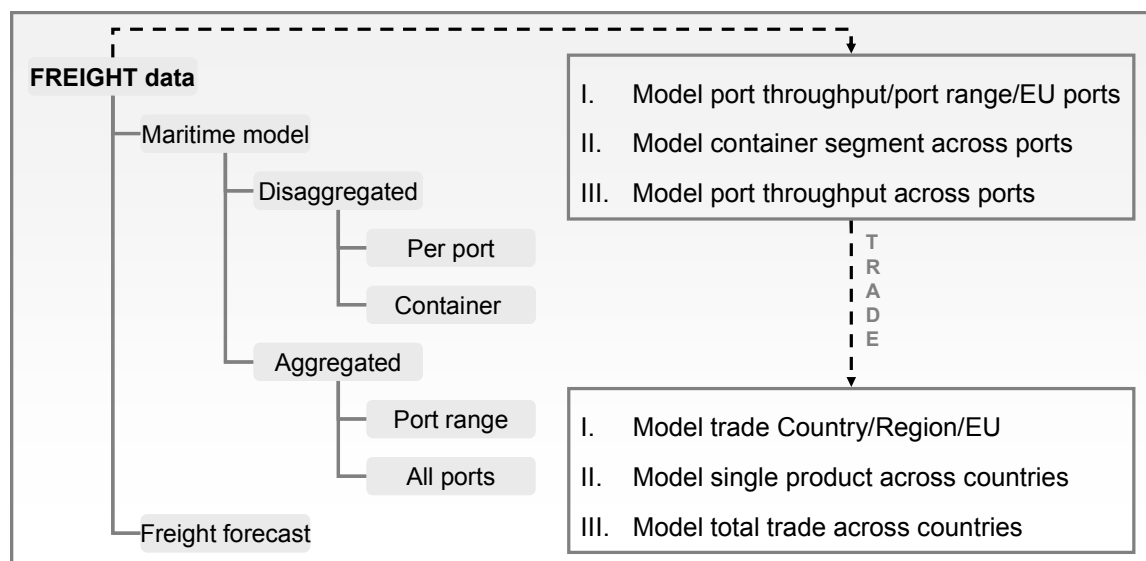 FREIGHT data
Maritime model
Disaggregated
Per port
Container
Aggregated
Port range
All ports
Freight forecast
I. Model port throughput/port range/EU ports
II. Model container segment across ports
III. Model port throughput across ports
T
R
A
D
E
I. Model trade Country/Region/EU
II. Model single product across countries
III. Model total trade across countries